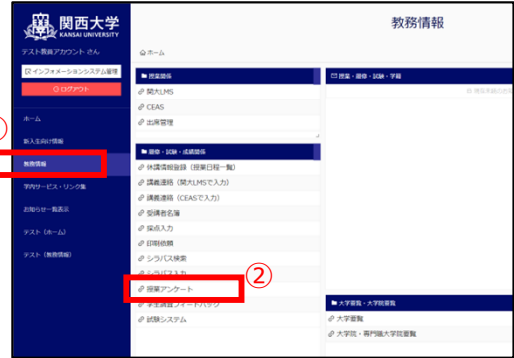 関西大学
KANSAI UNIVERSITY
教務情報
テスト教員アカウント さん
ホーム
インフォメーションシステム管理
ログアウト
授業関係
授業・履修・試験・学籍
関大LMS
CEAS
出席管理
ホーム
新入生向け情報
教務情報
学内サービス・リンク集
お知らせ一覧表示
テスト（ホーム）
テスト（教務情報）
履修・試験・成績関係
休講情報登録（授業日程一覧）
講義連絡（関大LMSで入力）
講義連絡（CEASで入力）
受講者名簿
採点入力
印刷依頼
シラバス検索
シラバス入力
②
授業アンケート
学生調査フィードバック
試験システム
大学要覧・大学院要覧
大学要覧
大学院・専門職大学院要覧